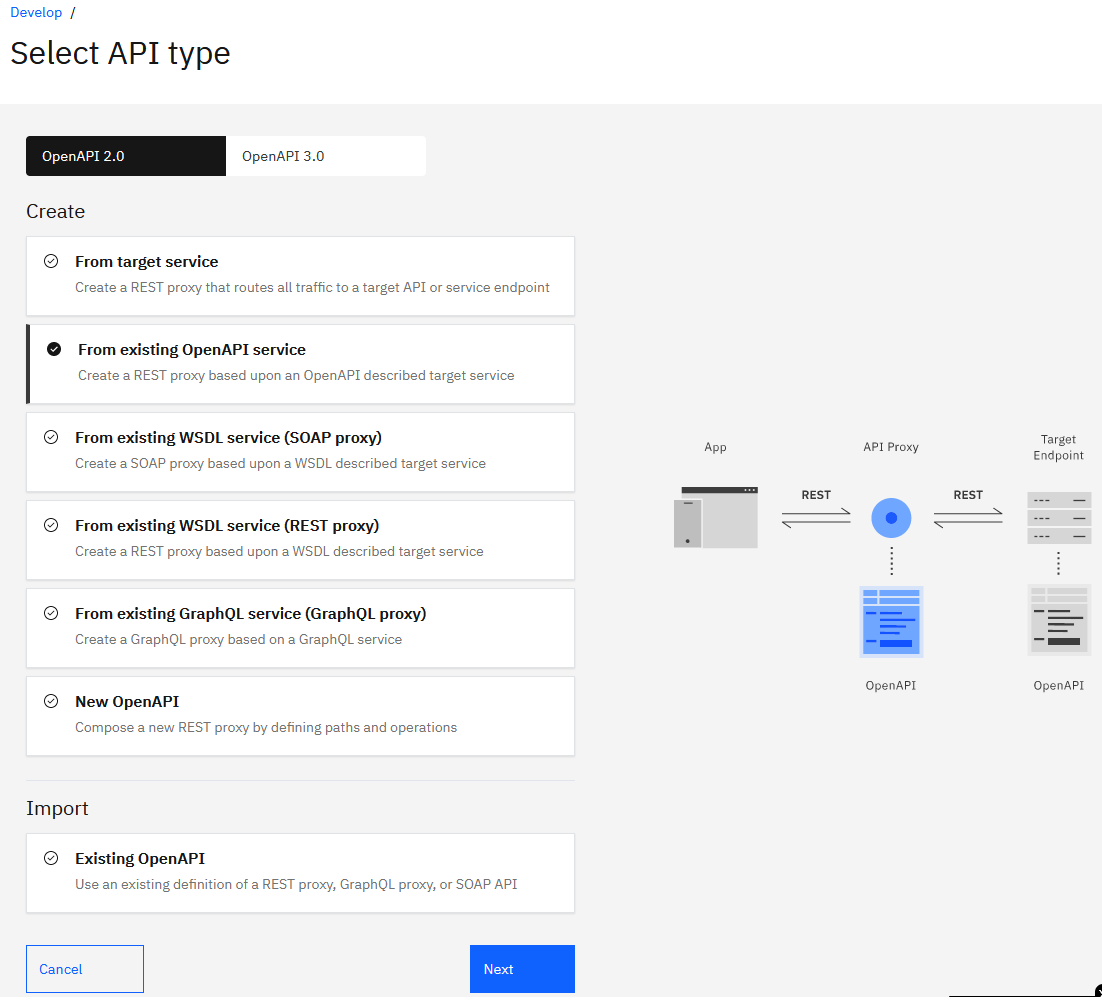 Develop /
Select API type
OpenAPI 2.0
OpenAPI 3.0
Create
From target service
Create a REST proxy that routes all traffic to a target API or service endpoint
From existing OpenAPI service
Create a REST proxy based upon an OpenAPI described target service
From existing WSDL service (SOAP proxy)
Create a SOAP proxy based upon a WSDL described target service
From existing WSDL service (REST proxy)
Create a REST proxy based upon a WSDL described target service
From existing GraphQL service (GraphQL proxy)
Create a GraphQL proxy based on a GraphQL service
New OpenAPI
Compose a new REST proxy by defining paths and operations
Import
Existing OpenAPI
Use an existing definition of a REST proxy, GraphQL proxy, or SOAP API
Cancel
Next
App
API Proxy
Target
Endpoint
REST
REST
OpenAPI
OpenAPI